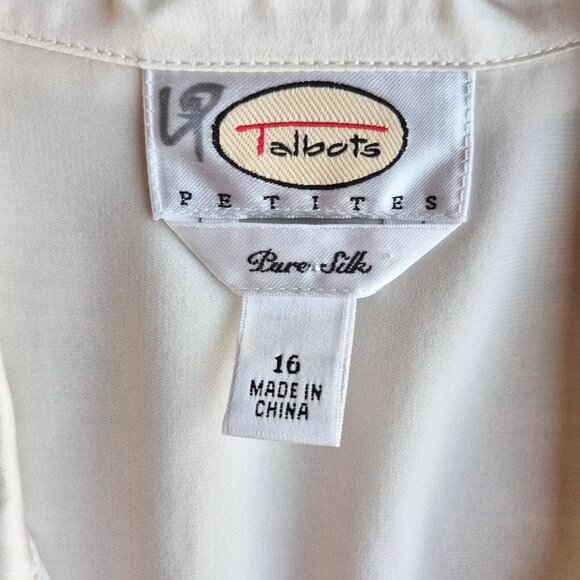 Talbots
PETITES
Pure Silk
16
MADE IN
CHINA